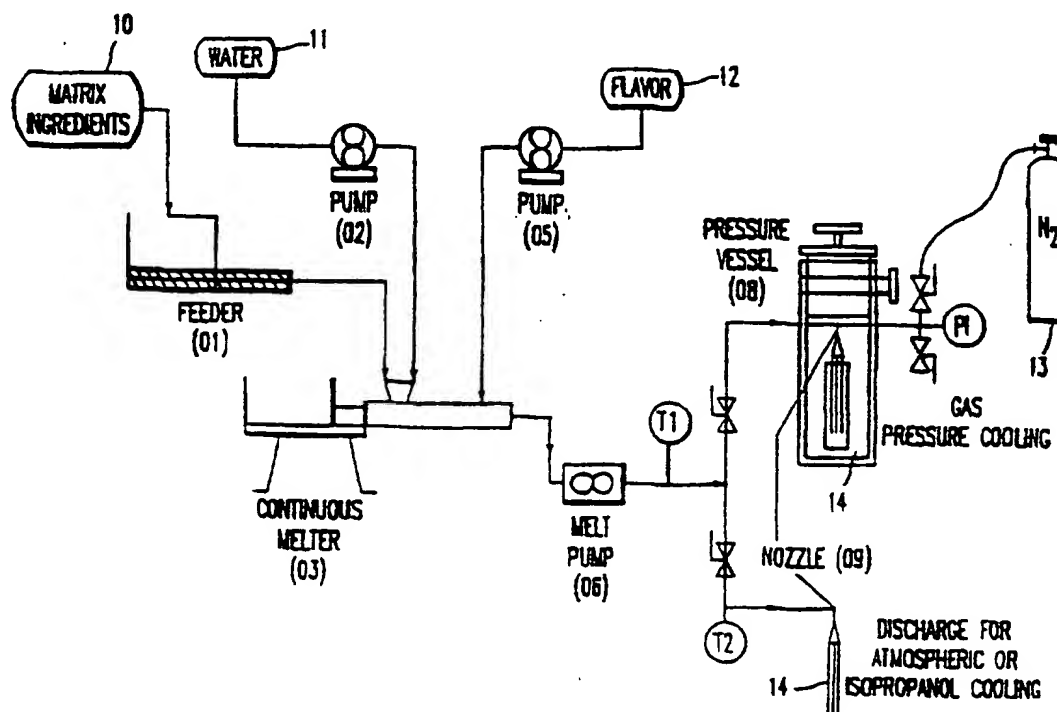 10
MATRIX
INGREDIENTS
11
WATER
12
FLAVOR
PUMP
(02)
PUMP
(05)
FEEDER
(01)
PRESSURE
VESSEL
(08)
N2
13
PI
GAS
PRESSURE COOLING
14
CONTINUOUS
MELTER
(03)
T1
MELT
PUMP
(06)
NOZZLE (09)
T2
14
DISCHARGE FOR
ATMOSPHERIC OR
ISOPROPANOL COOLING